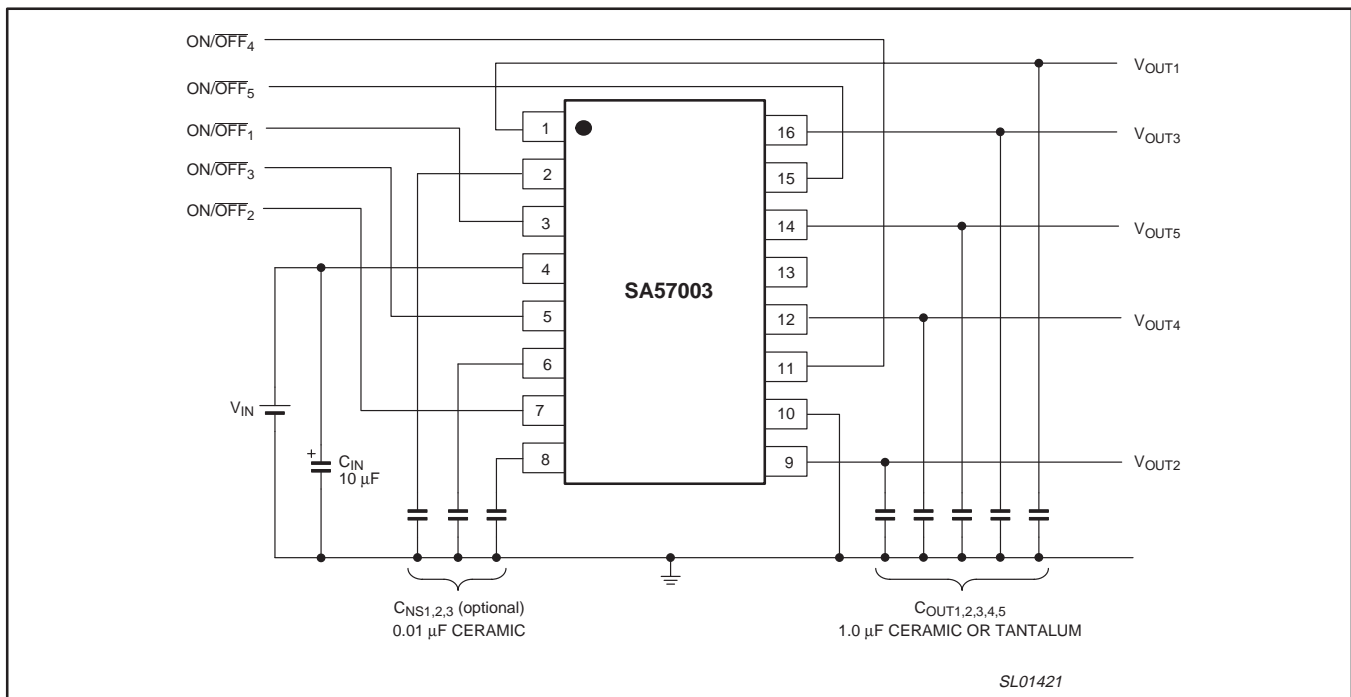 ON/OFF4
ON/OFF5
ON/OFF1
ON/OFF3
ON/OFF2
VIN
+
CIN
10 μF
1
2
3
4
5
6
7
8
SA57003
16
15
14
13
12
11
10
9
VOUT1
VOUT3
VOUT5
VOUT4
VOUT2
CNS1,2,3 (optional)
0.01 μF CERAMIC
COUT1,2,3,4,5
1.0 μF CERAMIC OR TANTALUM
SL01421